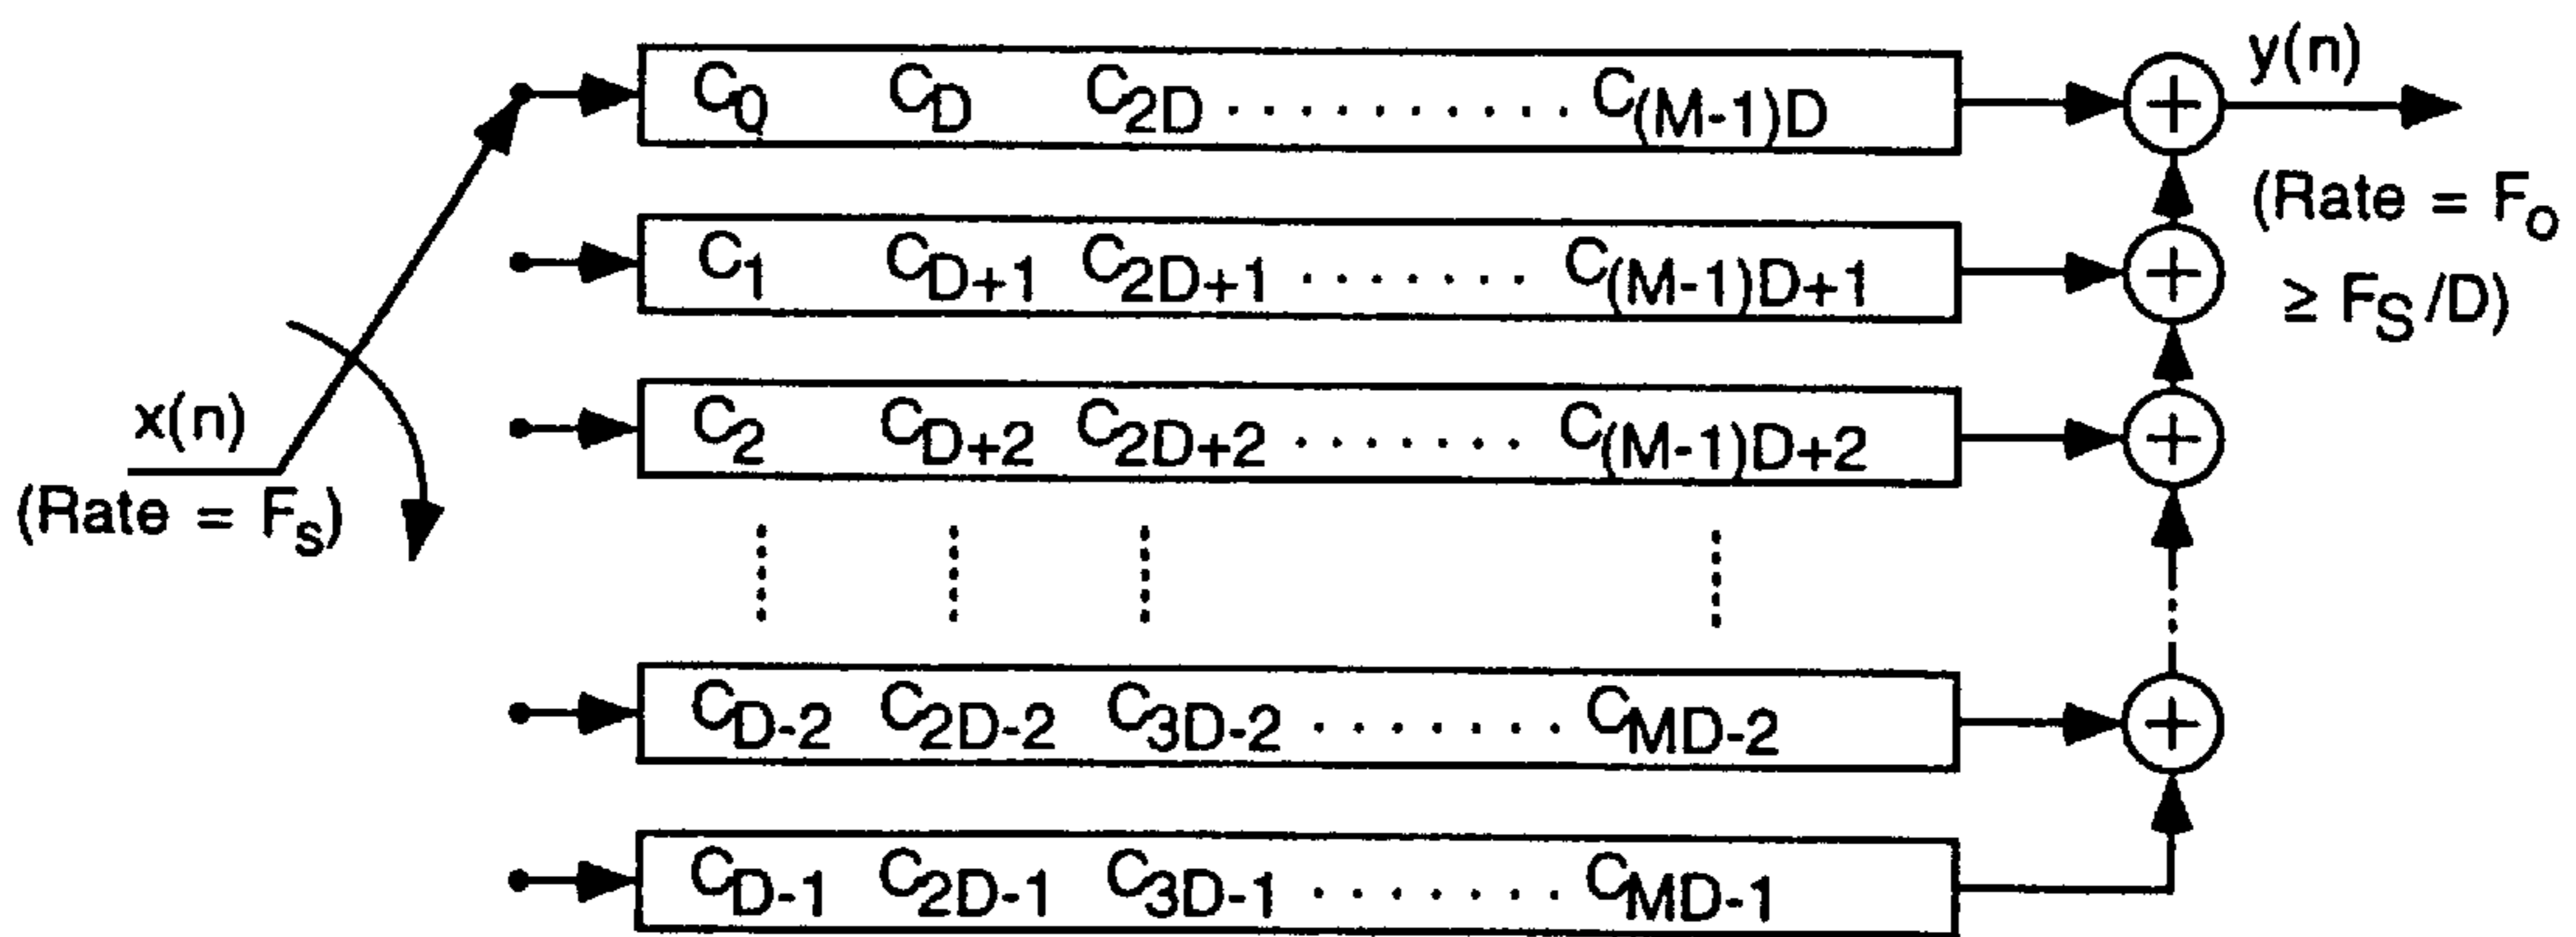 C0 CD C2D .......... C(M-1)D
y(n)
(Rate = Fo
≥ FS/D)
C1 CD+1 C2D+1 ....... C(M-1)D+1
x(n)
(Rate = Fs)
C2 CD+2 C2D+2 ....... C(M-1)D+2
CD-2 C2D-2 C3D-2 ....... CMD-2
CD-1 C2D-1 C3D-1 ....... CMD-1